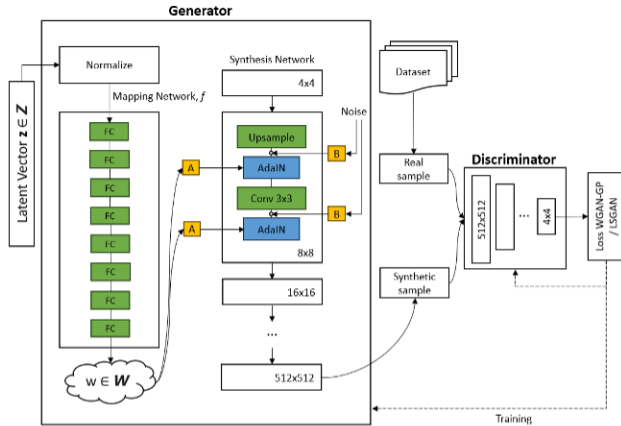 Generator
Latent Vector z ∈ Z
Normalize
Mapping Network, f
FC
FC
FC
FC
FC
FC
FC
FC
w ∈ W
Synthesis Network
4x4
Noise
Upsample
B
A
AdaIN
Conv 3x3
B
A
AdaIN
8x8
16x16
...
512x512
Dataset
Real
sample
Synthetic
sample
Discriminator
512x512
...
4x4
Loss WGAN-GP
/ LSGAN
Training